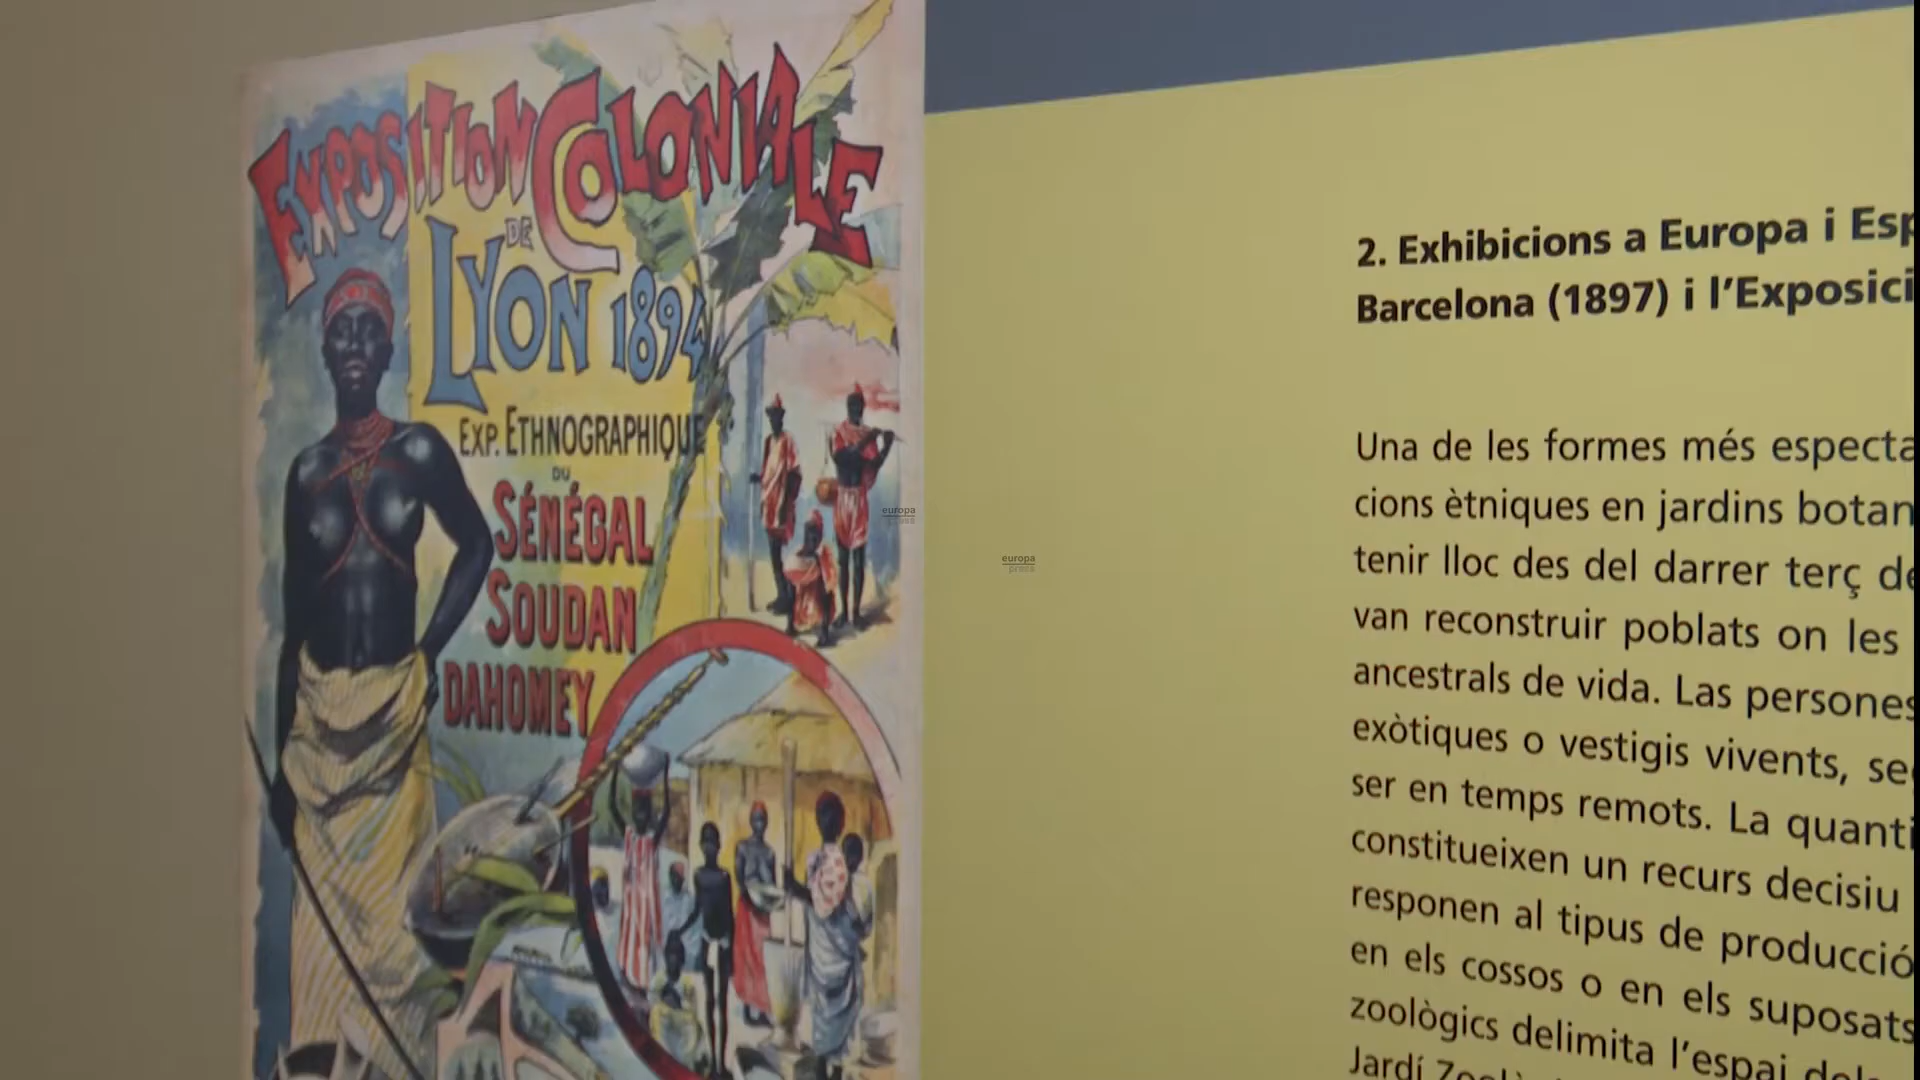 EXPOSITION COLONIALE
DE
LYON 1894
EXP. ETHNOGRAPHIQUE
DU
SÉNÉGAL
SOUDAN
DAHOMEY
europa
press
europa
press
2. Exhibicions a Europa i Esp
Barcelona (1897) i l'Exposici
Una de les formes més especta
cions ètniques en jardins botan
tenir lloc des del darrer terç de
van reconstruir poblats on les
ancestrals de vida. Las persones
exòtiques o vestigis vivents, se
ser en temps remots. La quanti
constitueixen un recurs decisiu
responen al tipus de producció
en els cossos o en els suposats
zoològics delimita l'espai dels
Jardí